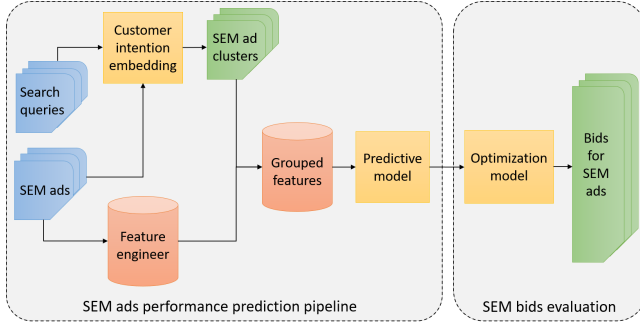 Customer
intention
embedding
SEM ad
clusters
Search
queries
SEM ads
Feature
engineer
Grouped
features
Predictive
model
Optimization
model
Bids
for
SEM
ads
SEM ads performance prediction pipeline
SEM bids evaluation